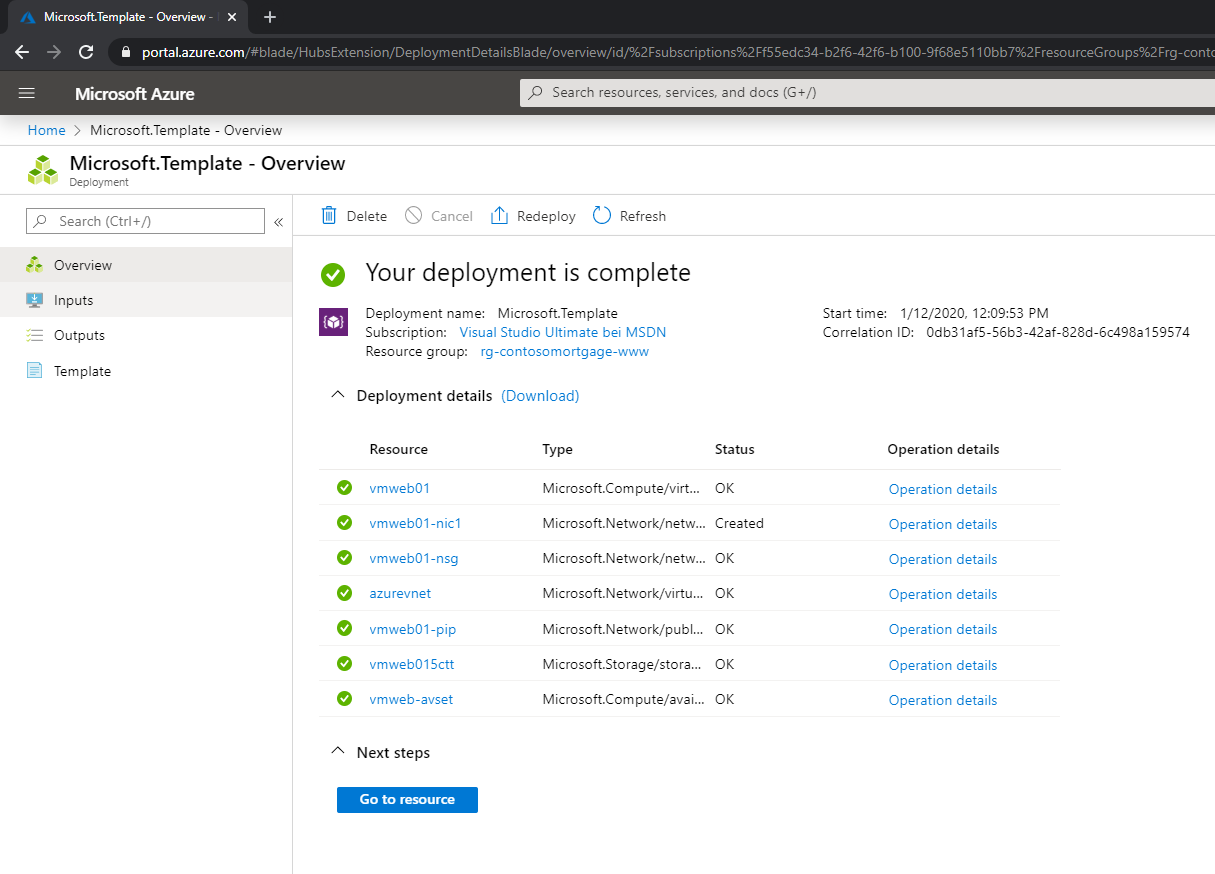 Microsoft.Template - Overview -
portal.azure.com/#blade/HubsExtension/DeploymentDetailsBlade/overview/id/%2Fsubscriptions%2Ff55edc34-b2f6-42f6-b100-9f68e5110bb7%2FresourceGroups%2Frg-conto
Microsoft Azure
Search resources, services, and docs (G+/)
Home > Microsoft.Template - Overview
Microsoft.Template - Overview
Deployment
Search (Ctrl+/) «
Delete Cancel Redeploy Refresh
Overview
Inputs
Outputs
Template
Your deployment is complete
Deployment name: Microsoft.Template
Subscription: Visual Studio Ultimate bei MSDN
Resource group: rg-contosomortgage-www
Start time: 1/12/2020, 12:09:53 PM
Correlation ID: 0db31af5-56b3-42af-828d-6c498a159574
Deployment details (Download)
Resource Type Status Operation details
vmweb01 Microsoft.Compute/virt... OK Operation details
vmweb01-nic1 Microsoft.Network/netw... Created Operation details
vmweb01-nsg Microsoft.Network/netw... OK Operation details
azurevnet Microsoft.Network/virtu... OK Operation details
vmweb01-pip Microsoft.Network/publ... OK Operation details
vmweb015ctt Microsoft.Storage/stora... OK Operation details
vmweb-avset Microsoft.Compute/avai... OK Operation details
Next steps
Go to resource